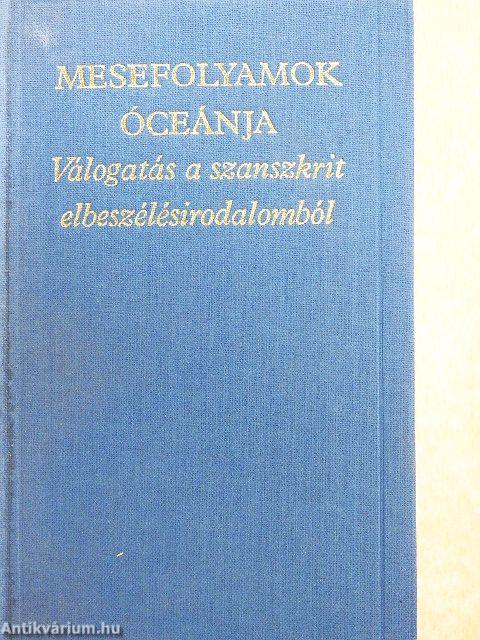 MESEFOLYAMOK
ÓCEÁNJA
Válogatás a szanszkrit
elbeszélésirodalomból
Antikvárium.hu